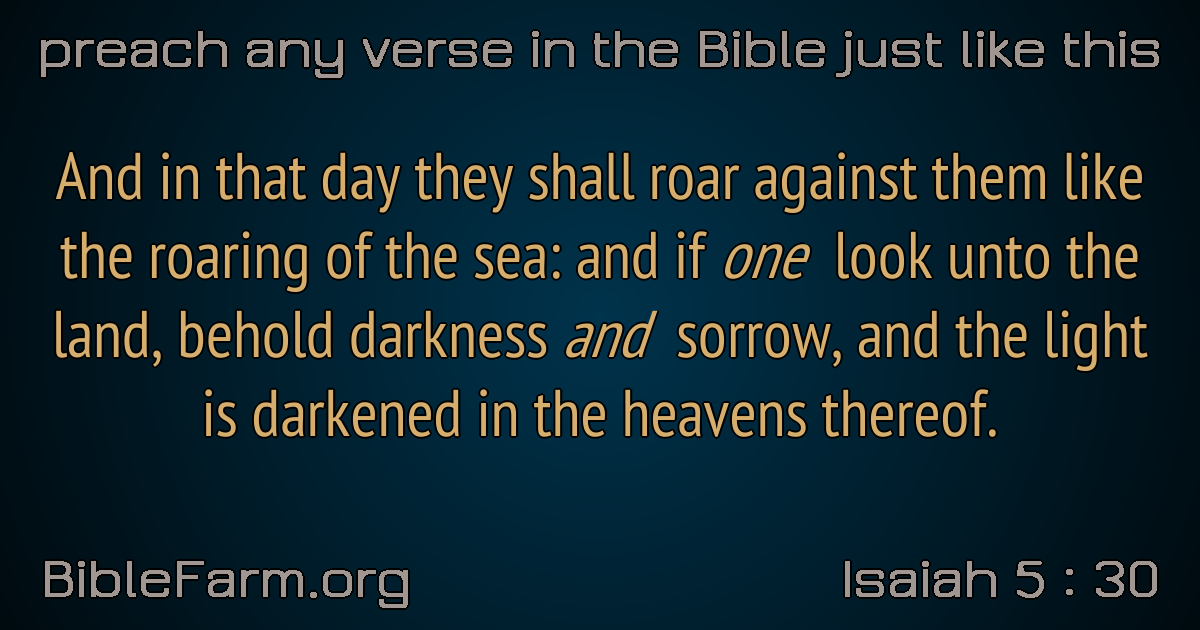 preach any verse in the Bible just like this
And in that day they shall roar against them like
the roaring of the sea: and if one look unto the
land, behold darkness and sorrow, and the light
is darkened in the heavens thereof.
BibleFarm.org
Isaiah 5 : 30